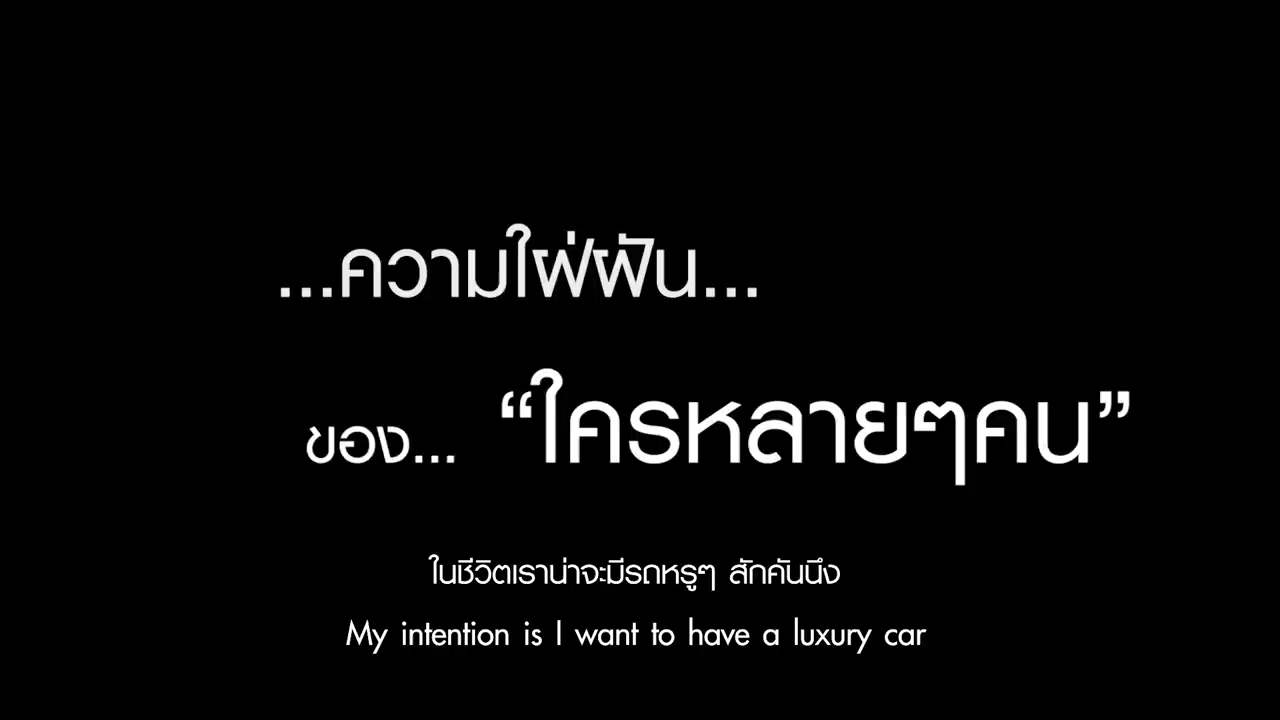 ...ความใฝ่ฝัน...
ของ... “ใครหลายๆคน”
ในชีวิตเราน่าจะมีรถหรูๆ สักคันนึง
My intention is I want to have a luxury car